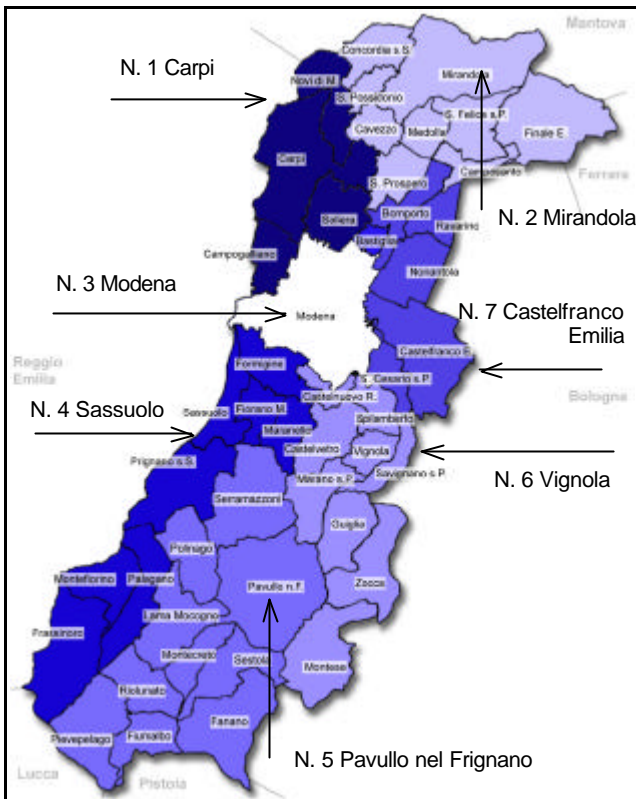 Mantova
Concordia s.S.
N. 1 Carpi
Mirandola
Novi di M.
S. Possidonio
S. Felice s.P.
Cavezzo
Medolla
Finale E.
Carpi
Camposanto
Ferrara
S. Prospero
Soliera
Bomporto
N. 2 Mirandola
Ravarino
Bastiglia
Campogalliano
Nonantola
N. 3 Modena
N. 7 Castelfranco
Emilia
Modena
Reggio
Emilia
Castelfranco E.
Formigine
S. Cesario s.P.
Bologna
Castelnuovo R.
N. 4 Sassuolo
Sassuolo
Fiorano M.
Spilamberto
Maranello
Castelvetro
Vignola
Prignano s.S.
Savignano s.P.
N. 6 Vignola
Marano s.P.
Serramazzoni
Guiglia
Polinago
Montefiorino
Palagano
Pavullo n.F.
Zocca
Lama Mocogno
Frassinoro
Montecreto
Sestola
Montese
Riolunato
Fanano
Pievepelago
Fiumalbo
N. 5 Pavullo nel Frignano
Lucca
Pistoia